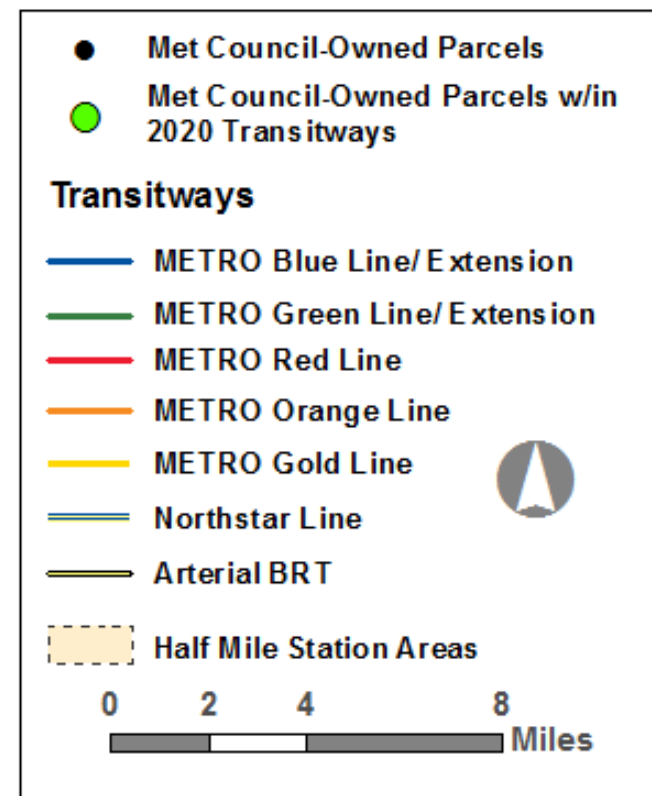 Met Council-Owned Parcels
Met Council-Owned Parcels w/in
2020 Transitways
Transitways
METRO Blue Line/ Extension
METRO Green Line/ Extension
METRO Red Line
METRO Orange Line
METRO Gold Line
Northstar Line
Arterial BRT
Half Mile Station Areas
0 2 4 8
Miles